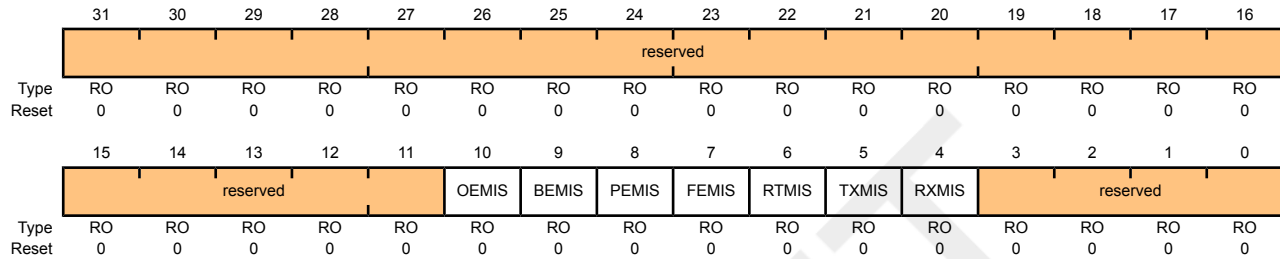 31 30 29 28 27 26 25 24 23 22 21 20 19 18 17 16
reserved
Type RO RO RO RO RO RO RO RO RO RO RO RO RO RO RO RO
Reset 0 0 0 0 0 0 0 0 0 0 0 0 0 0 0 0
15 14 13 12 11 10 9 8 7 6 5 4 3 2 1 0
reserved OEMIS BEMIS PEMIS FEMIS RTMIS TXMIS RXMIS reserved
Type RO RO RO RO RO RO RO RO RO RO RO RO RO RO RO RO
Reset 0 0 0 0 0 0 0 0 0 0 0 0 0 0 0 0